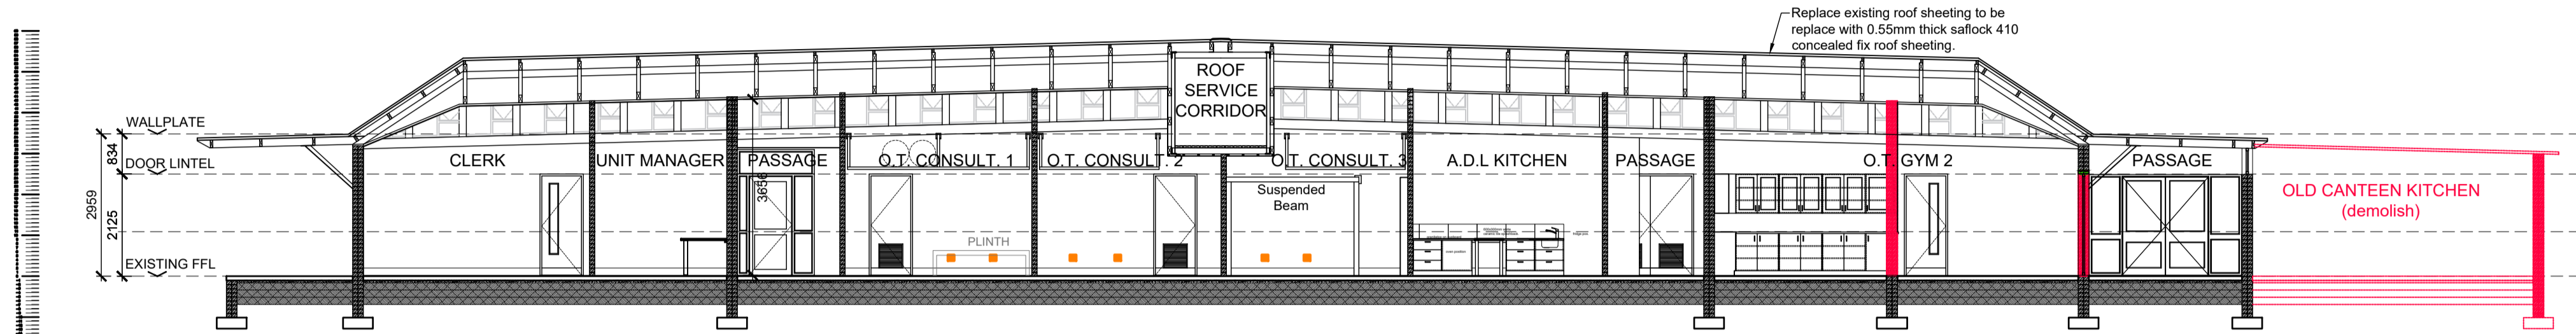 Replace existing roof sheeting to be
replace with 0.55mm thick saflock 410
concealed fix roof sheeting.
ROOF
SERVICE
CORRIDOR
WALLPLATE
834
DOOR LINTEL
2959
2125
EXISTING FFL
CLERK
UNIT MANAGER
PASSAGE
3656
O.T. CONSULT. 1
O.T. CONSULT. 2
O.T. CONSULT. 3
A.D.L KITCHEN
PASSAGE
O.T. GYM 2
PASSAGE
Suspended
Beam
PLINTH
OLD CANTEEN KITCHEN
(demolish)